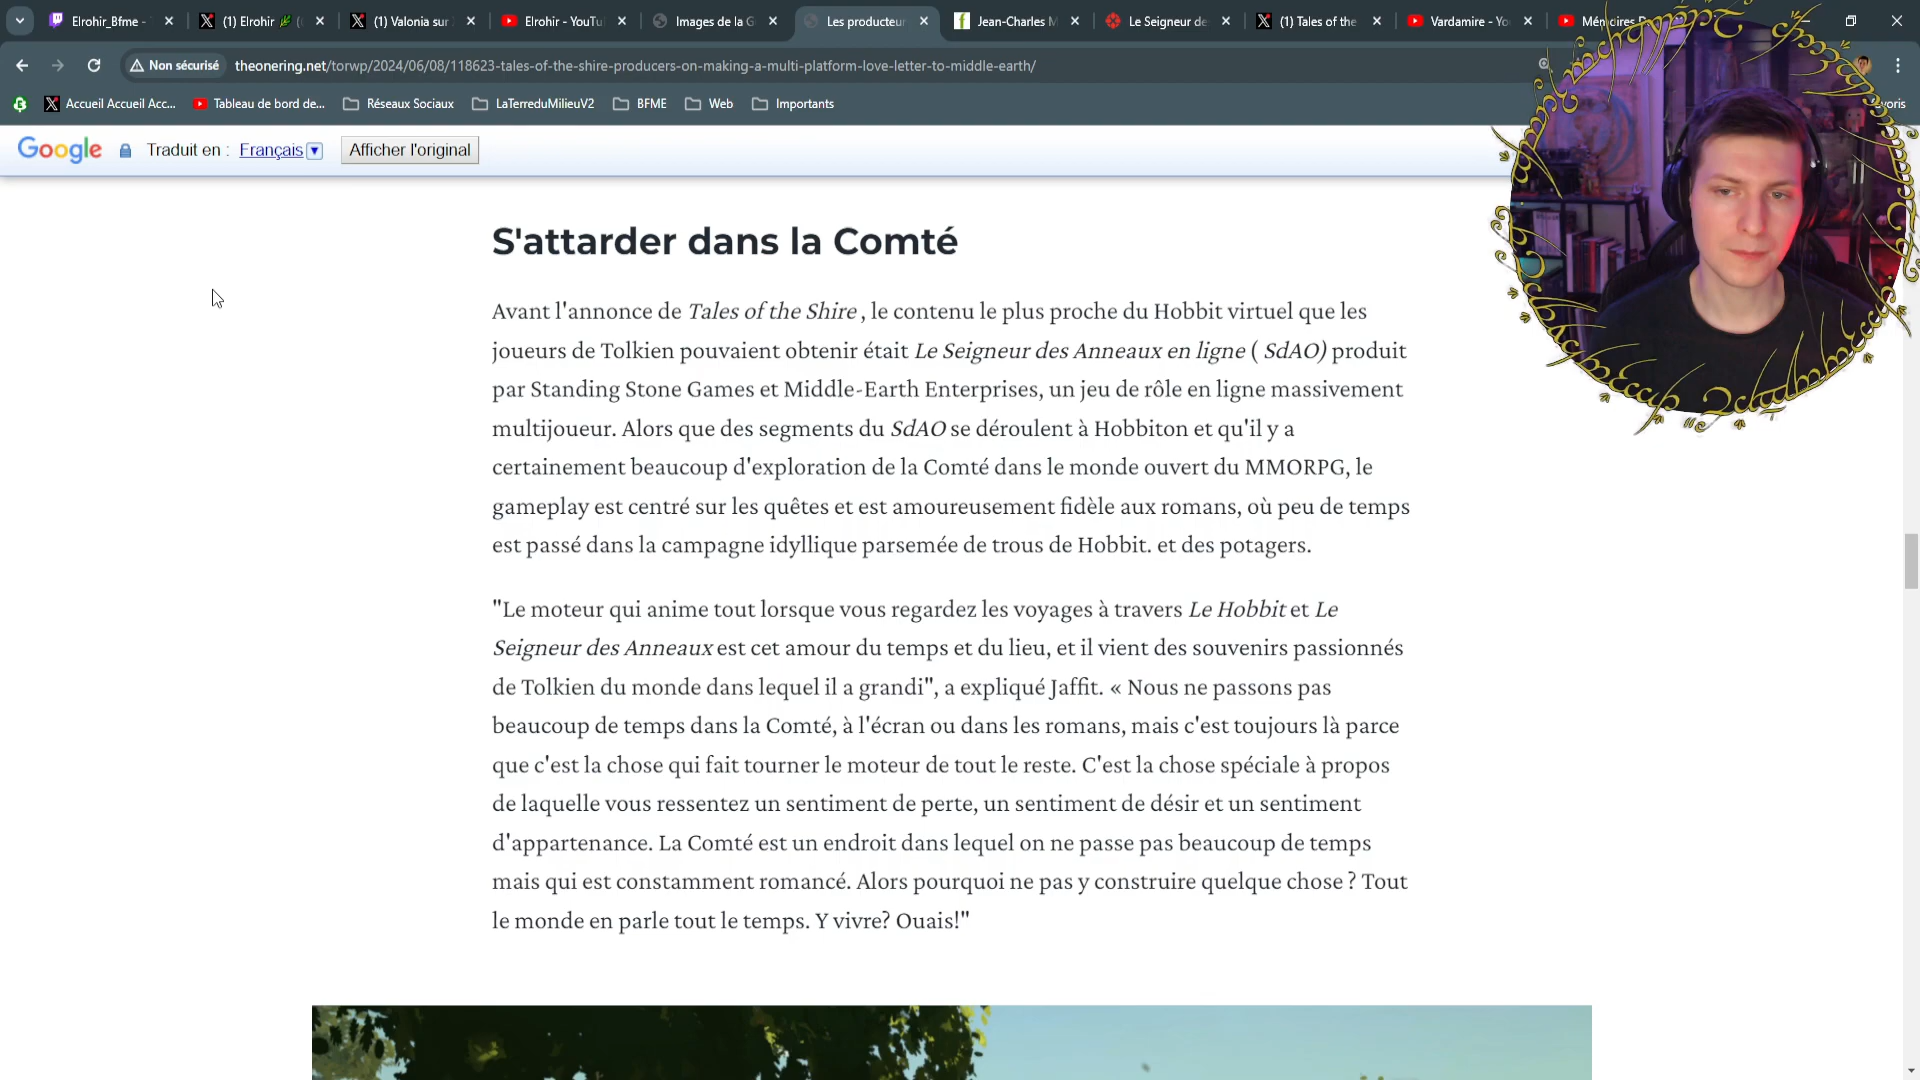 Elrohir_Bfme -
(1) Elrohir
(1) Valonia sur
Elrohir - YouTu
Images de la G
Les producteur
Jean-Charles M
Le Seigneur de
(1) Tales of the
Vardamire - Yo
Non sécurisé
theonering.net/torwp/2024/06/08/118623-tales-of-the-shire-producers-on-making-a-multi-platform-love-letter-to-middle-earth/
Accueil Accueil Acc...
Tableau de bord de...
Réseaux Sociaux
LaTerreduMilieuV2
BFME
Web
Importants
Google
Traduit en :
Français
Afficher l'original
S'attarder dans la Comté
Avant l'annonce de Tales of the Shire , le contenu le plus proche du Hobbit virtuel que les
joueurs de Tolkien pouvaient obtenir était Le Seigneur des Anneaux en ligne ( SdAO) produit
par Standing Stone Games et Middle-Earth Enterprises, un jeu de rôle en ligne massivement
multijoueur. Alors que des segments du SdAO se déroulent à Hobbiton et qu'il y a
certainement beaucoup d'exploration de la Comté dans le monde ouvert du MMORPG, le
gameplay est centré sur les quêtes et est amoureusement fidèle aux romans, où peu de temps
est passé dans la campagne idyllique parsemée de trous de Hobbit. et des potagers.
"Le moteur qui anime tout lorsque vous regardez les voyages à travers Le Hobbit et Le
Seigneur des Anneaux est cet amour du temps et du lieu, et il vient des souvenirs passionnés
de Tolkien du monde dans lequel il a grandi", a expliqué Jaffit. « Nous ne passons pas
beaucoup de temps dans la Comté, à l'écran ou dans les romans, mais c'est toujours là parce
que c'est la chose qui fait tourner le moteur de tout le reste. C'est la chose spéciale à propos
de laquelle vous ressentez un sentiment de perte, un sentiment de désir et un sentiment
d'appartenance. La Comté est un endroit dans lequel on ne passe pas beaucoup de temps
mais qui est constamment romancé. Alors pourquoi ne pas y construire quelque chose ? Tout
le monde en parle tout le temps. Y vivre? Ouais!"